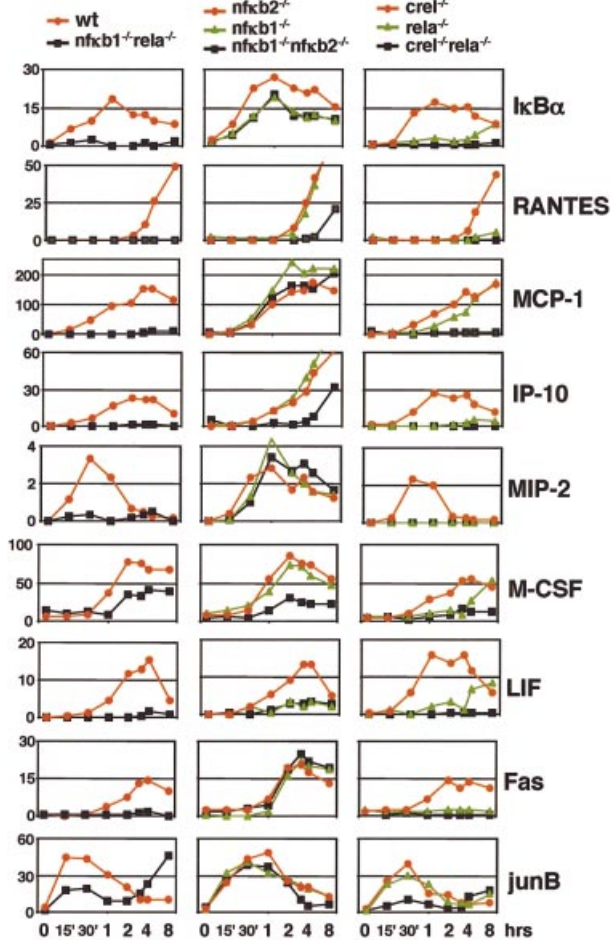 wt
nfκb1-/-rela-/-
nfκb2-/-
nfκb1-/-
nfκb1-/-nfκb2-/-
crel-/-
rela-/-
crel-/-rela-/-
30
15
0
IκBα
50
25
0
RANTES
200
100
0
MCP-1
60
30
0
IP-10
4
2
0
MIP-2
100
50
0
M-CSF
20
10
0
LIF
30
15
0
Fas
60
30
0
junB
0 15' 30' 1 2 4 8 0 15' 30' 1 2 4 8 0 15' 30' 1 2 4 8 hrs